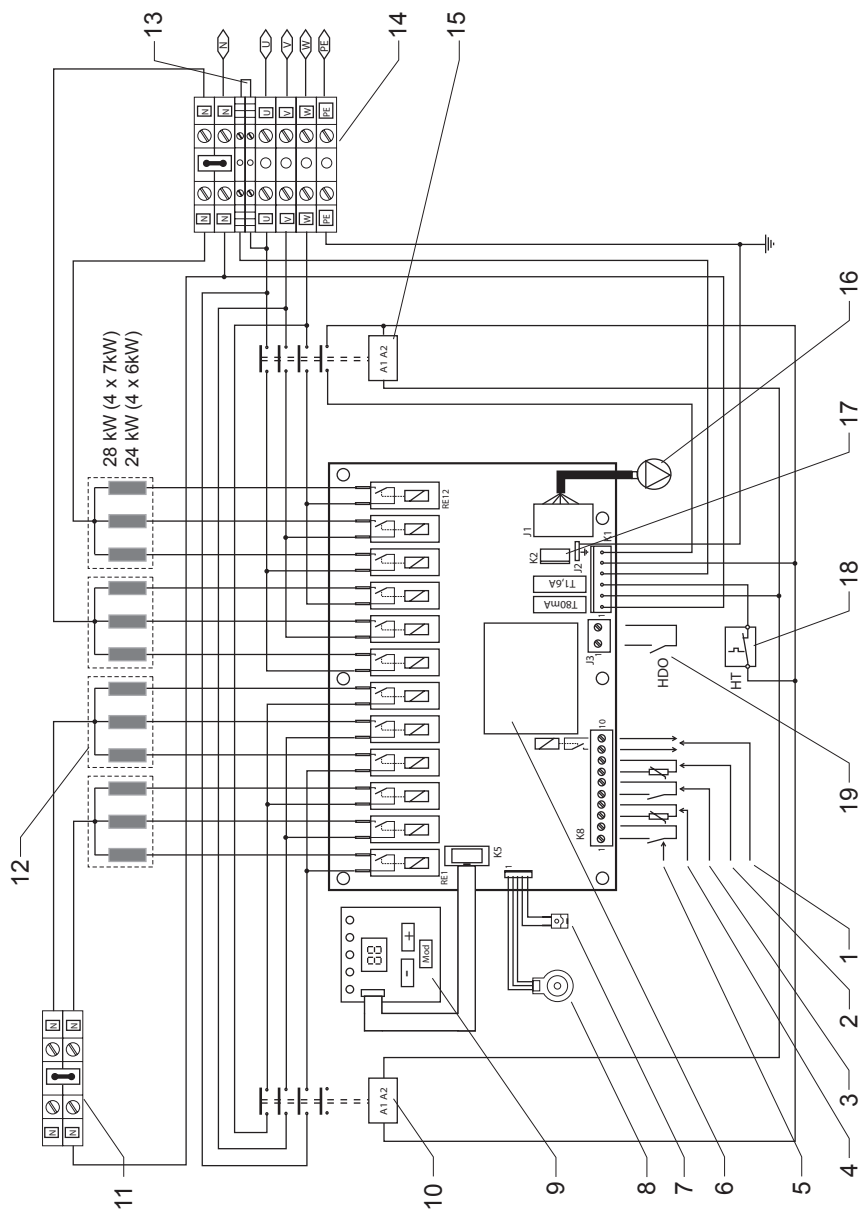 28 kW (4 x 7kW)
24 kW (4 x 6kW)
12
11
13
14
15
16
17
18
19
10
9
8
7
6
5
4
3
2
1
N
N
N
N
N
N
U
V
W
PE
N
N
U
V
W
PE
N
N
U
V
W
PE
A1 A2
A1 A2
RE1
RE12
K5
88
-
+
Mod
1
K8
1
10
J3
1
T80mA
T1,6A
1
K1
J2
K2
J1
HDO
HT